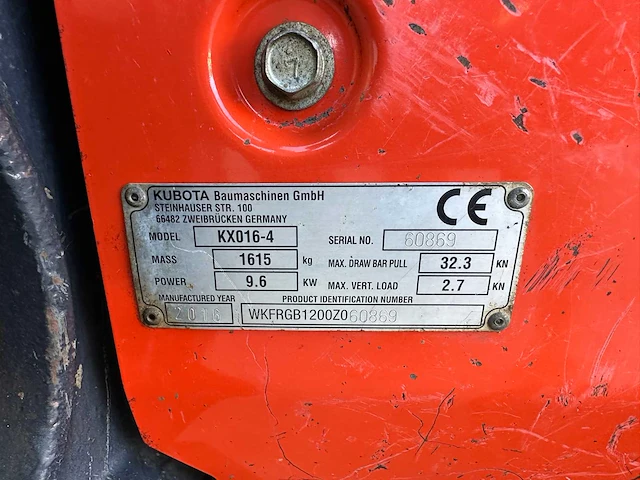 7
KUBOTA Baumaschinen GmbH
STEINHAUSER STR. 100
66482 ZWEIBRÜCKEN GERMANY
CE
MODEL KX016-4 SERIAL NO. 60869
MASS 1615 kg MAX. DRAW BAR PULL 32.3 KN
POWER 9.6 KW MAX. VERT. LOAD 2.7 KN
MANUFACTURED YEAR PRODUCT IDENTIFICATION NUMBER
2016 WKFRGB1200Z060869 Z